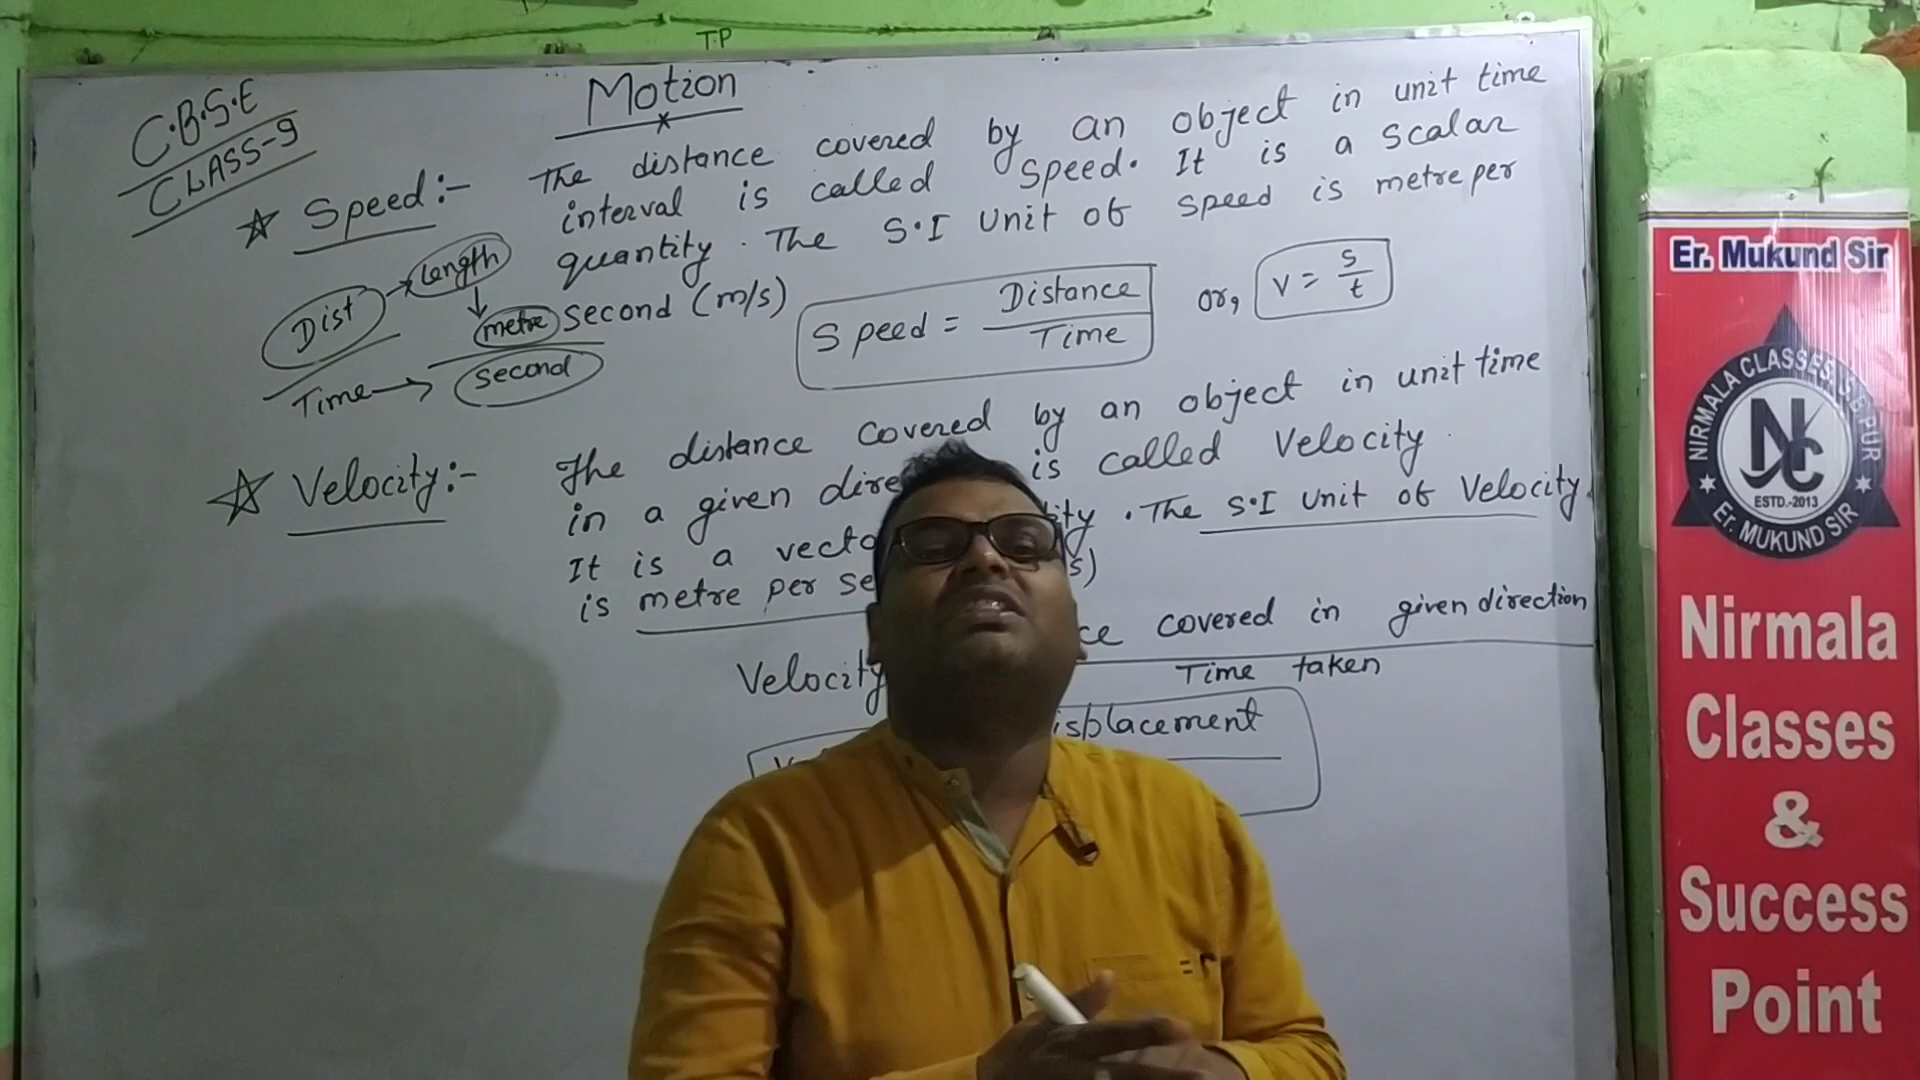 T.P
C.B.S.E
CLASS-9
Motion
Speed :- The distance covered by an object in unit time
interval is called Speed. It is a Scalar
quantity. The S.I unit of speed is metre per
second (m/s)
Dist → Length
metre
Time → second
Speed = Distance / Time or, v = s/t
Velocity :- The distance covered by an object in unit time
in a given is called Velocity.
It is a The S.I unit of Velocity
is metre per
Velocity covered in given direction
Time taken
Er. Mukund Sir
NIRMALA CLASSES, S.B.PUR
NC
ESTD.-2013
Er. MUKUND SIR
Nirmala
Classes
&
Success
Point